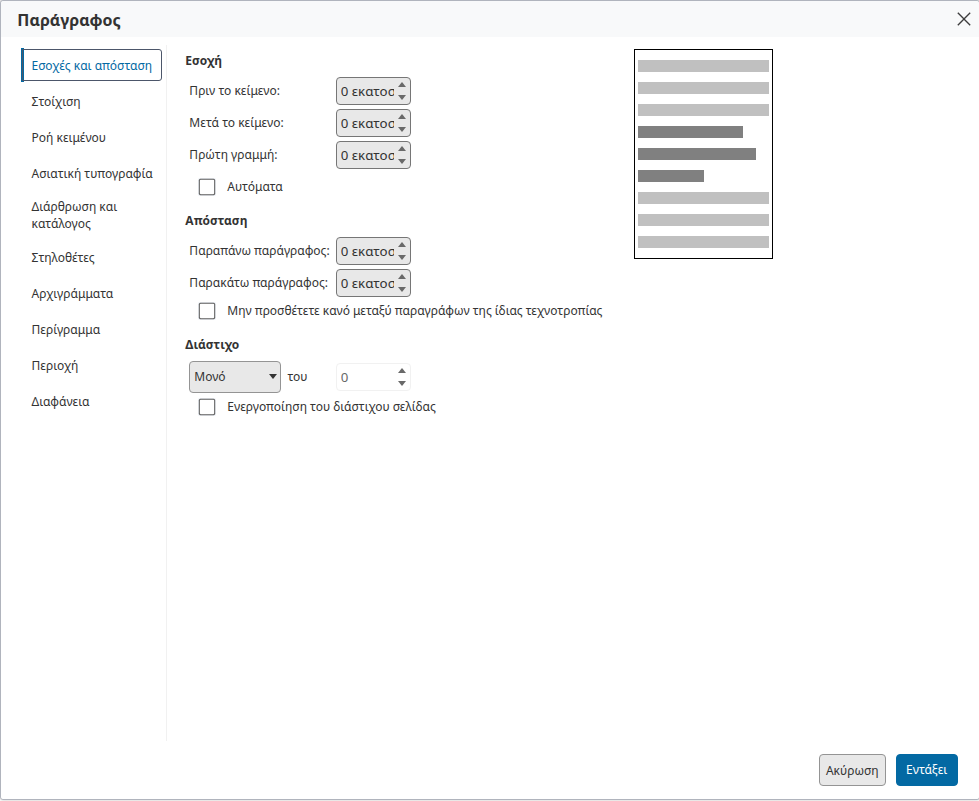 Παράγραφος
Εσοχές και απόσταση
Στοίχιση
Ροή κειμένου
Ασιατική τυπογραφία
Διάρθρωση και
κατάλογος
Στηλοθέτες
Αρχιγράμματα
Περίγραμμα
Περιοχή
Διαφάνεια
Εσοχή
Πριν το κείμενο: 0 εκατοσ
Μετά το κείμενο: 0 εκατοσ
Πρώτη γραμμή: 0 εκατοσ
Αυτόματα
Απόσταση
Παραπάνω παράγραφος: 0 εκατοσ
Παρακάτω παράγραφος: 0 εκατοσ
Μην προσθέτετε κανό μεταξύ παραγράφων της ίδιας τεχνοτροπίας
Διάστιχο
Μονό του 0
Ενεργοποίηση του διάστιχου σελίδας
Ακύρωση Εντάξει